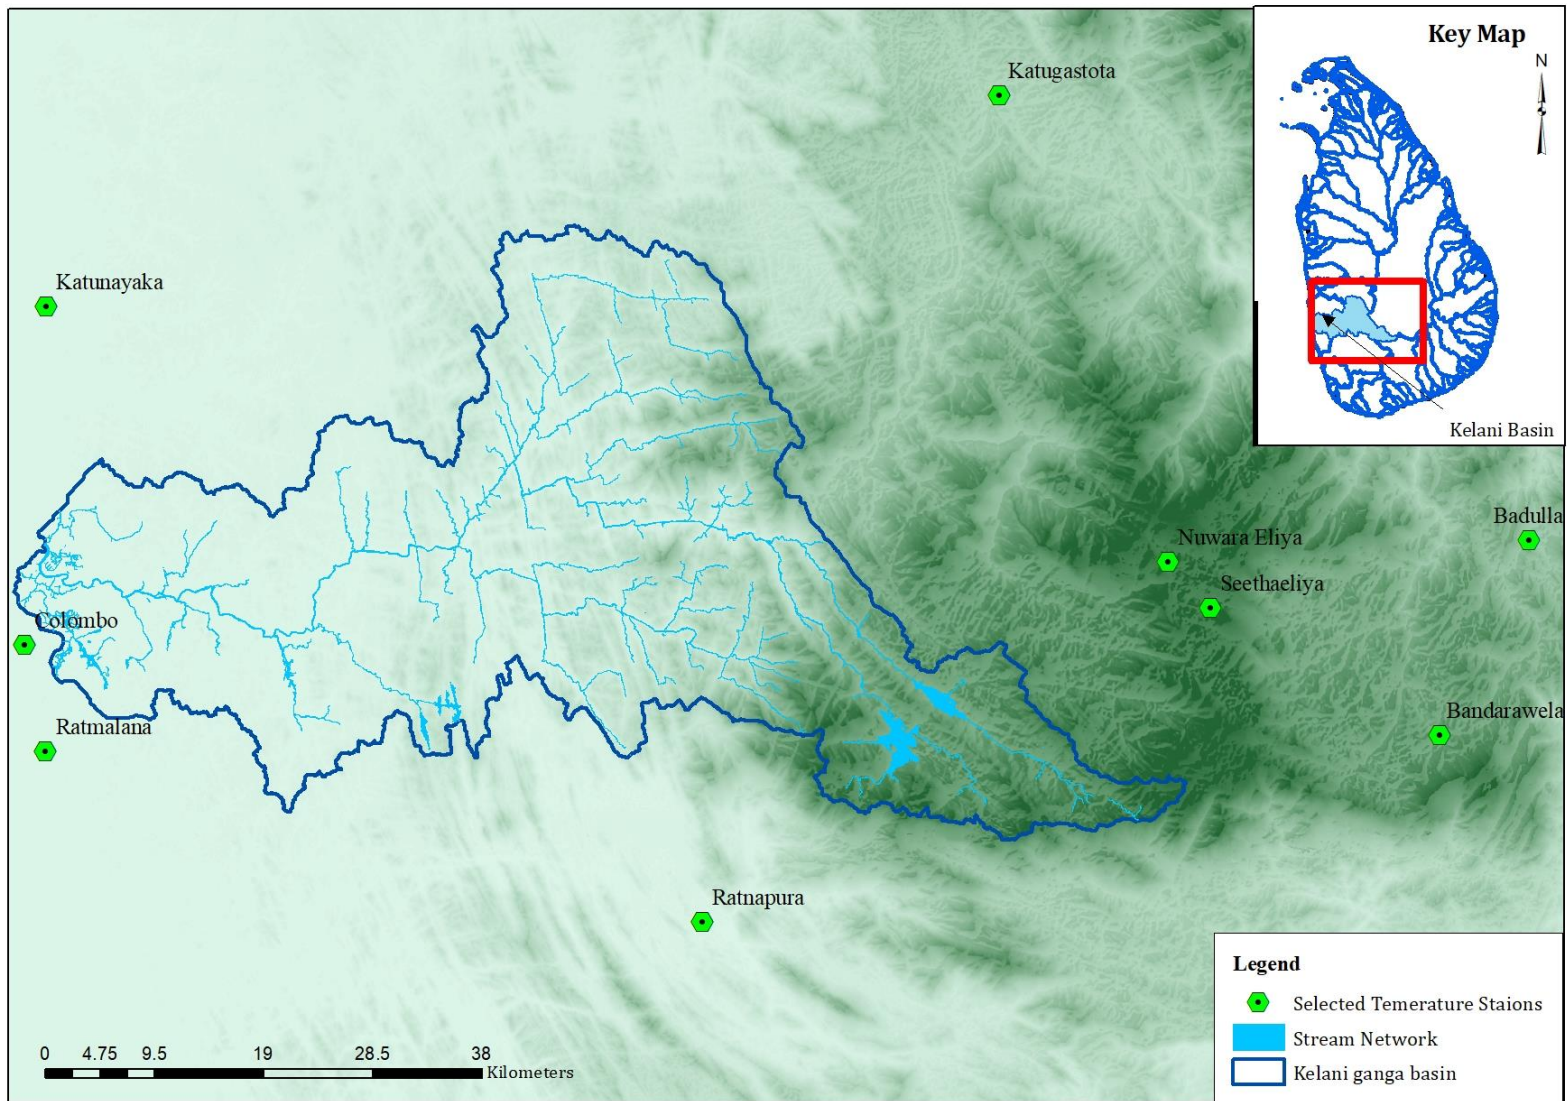 Key Map
N
Kelani Basin
Katugastota
Katunayaka
Badulla
Nuwara Eliya
Seethaeliya
Colombo
Bandarawela
Ratmalana
Ratnapura
Legend
Selected Temerature Staions
Stream Network
Kelani ganga basin
0 4.75 9.5 19 28.5 38
Kilometers